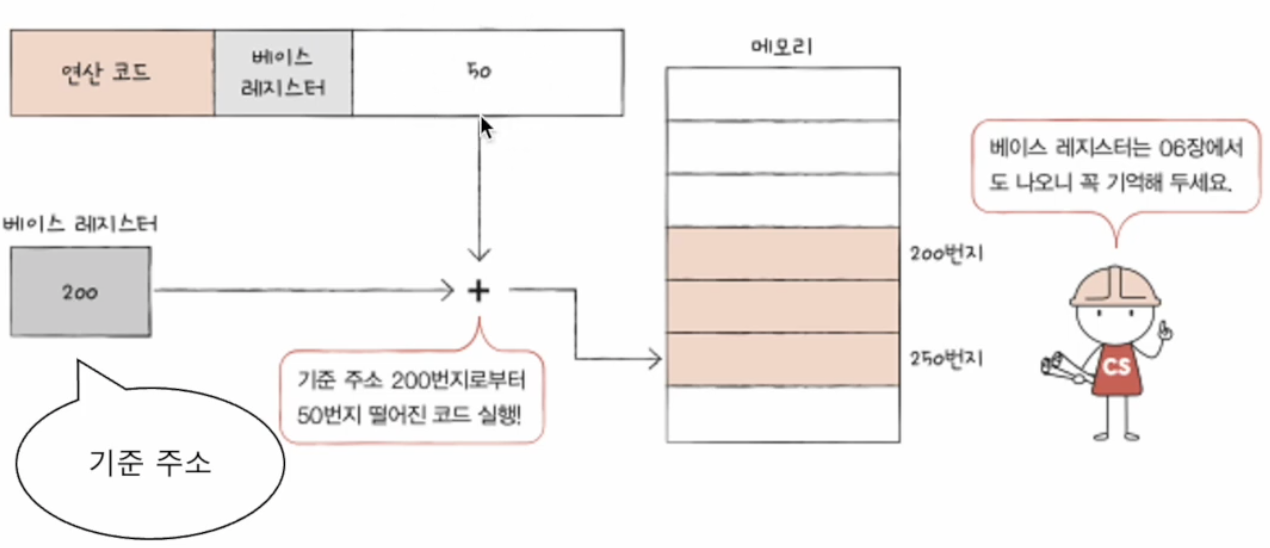 연산 코드
베이스
레지스터
50
메모리
베이스 레지스터는 06장에서
도 나오니 꼭 기억해 두세요.
베이스 레지스터
200
+
200번지
250번지
기준 주소 200번지로부터
50번지 떨어진 코드 실행!
CS
기준 주소